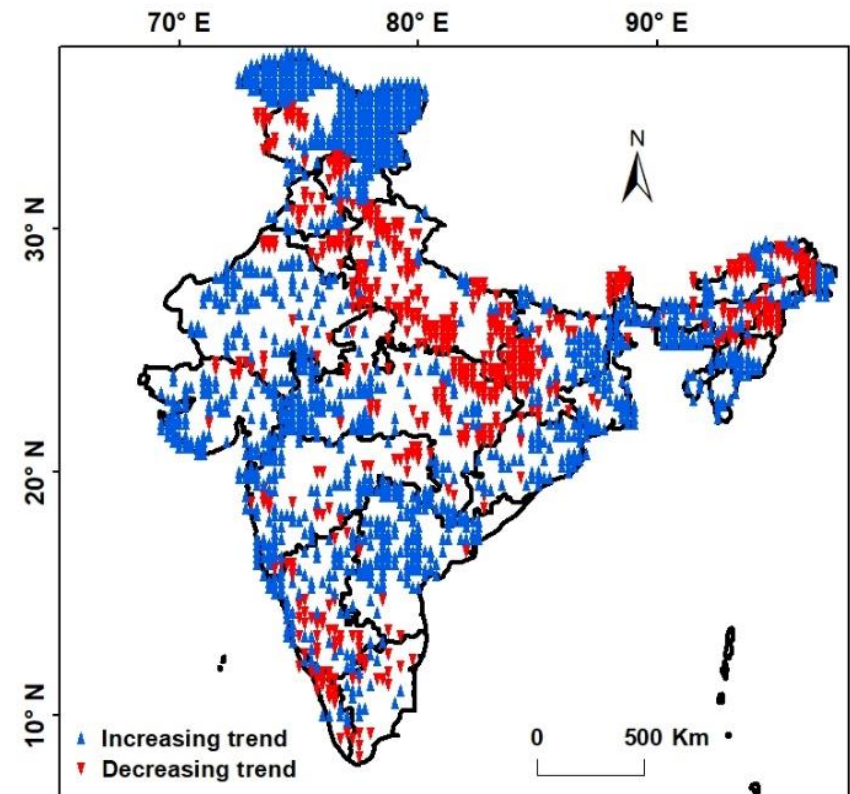 70° E 80° E 90° E
N
30° N
20° N
10° N
Increasing trend
Decreasing trend
0 500 Km